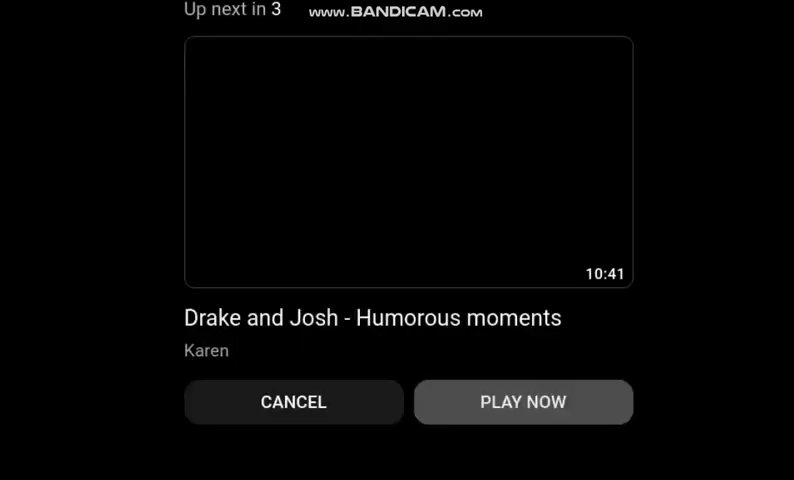 Up next in 3
www.BANDICAM.com
10:41
Drake and Josh - Humorous moments
Karen
CANCEL
PLAY NOW